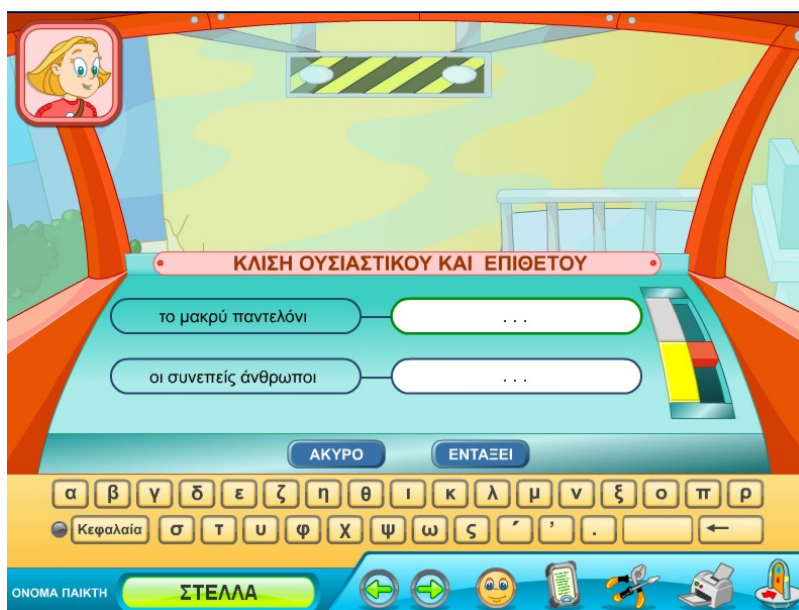 ΚΛΙΣΗ ΟΥΣΙΑΣΤΙΚΟΥ ΚΑΙ ΕΠΙΘΕΤΟΥ
το μακρύ παντελόνι . . .
οι συνεπείς άνθρωποι . . .
ΑΚΥΡΟ ΕΝΤΑΞΕΙ
α β γ δ ε ζ η θ ι κ λ μ ν ξ ο π ρ
Κεφαλαία σ τ υ φ χ ψ ω ς ΄ ’ . ←
ΟΝΟΜΑ ΠΑΙΚΤΗ ΣΤΕΛΛΑ